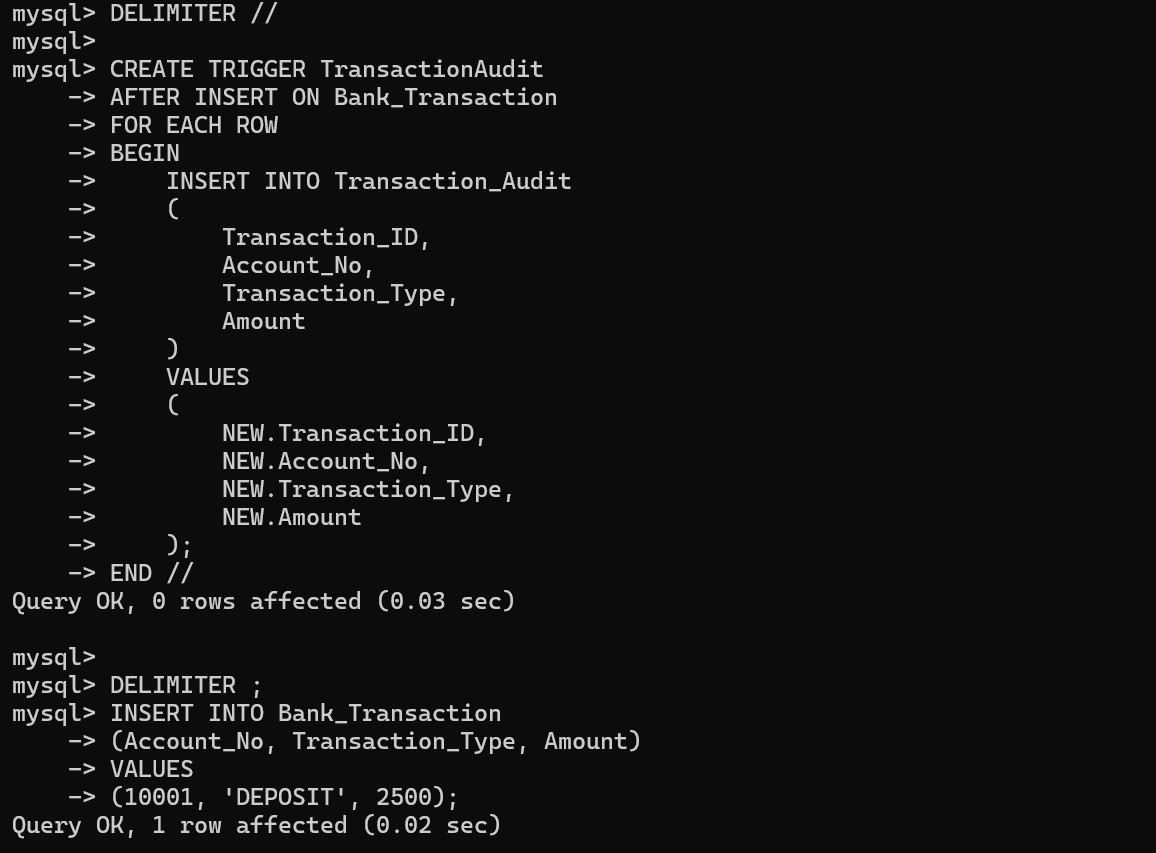 mysql> DELIMITER //
mysql>
mysql> CREATE TRIGGER TransactionAudit
    -> AFTER INSERT ON Bank_Transaction
    -> FOR EACH ROW
    -> BEGIN
    ->     INSERT INTO Transaction_Audit
    ->     (
    ->         Transaction_ID,
    ->         Account_No,
    ->         Transaction_Type,
    ->         Amount
    ->     )
    ->     VALUES
    ->     (
    ->         NEW.Transaction_ID,
    ->         NEW.Account_No,
    ->         NEW.Transaction_Type,
    ->         NEW.Amount
    ->     );
    -> END //
Query OK, 0 rows affected (0.03 sec)

mysql>
mysql> DELIMITER ;
mysql> INSERT INTO Bank_Transaction
    -> (Account_No, Transaction_Type, Amount)
    -> VALUES
    -> (10001, 'DEPOSIT', 2500);
Query OK, 1 row affected (0.02 sec)